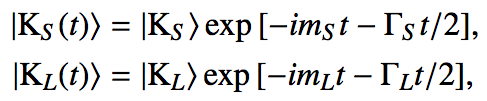 |K_S(t)⟩ = |K_S⟩ exp [−im_S t − Γ_S t/2],
|K_L(t)⟩ = |K_L⟩ exp [−im_L t − Γ_L t/2],